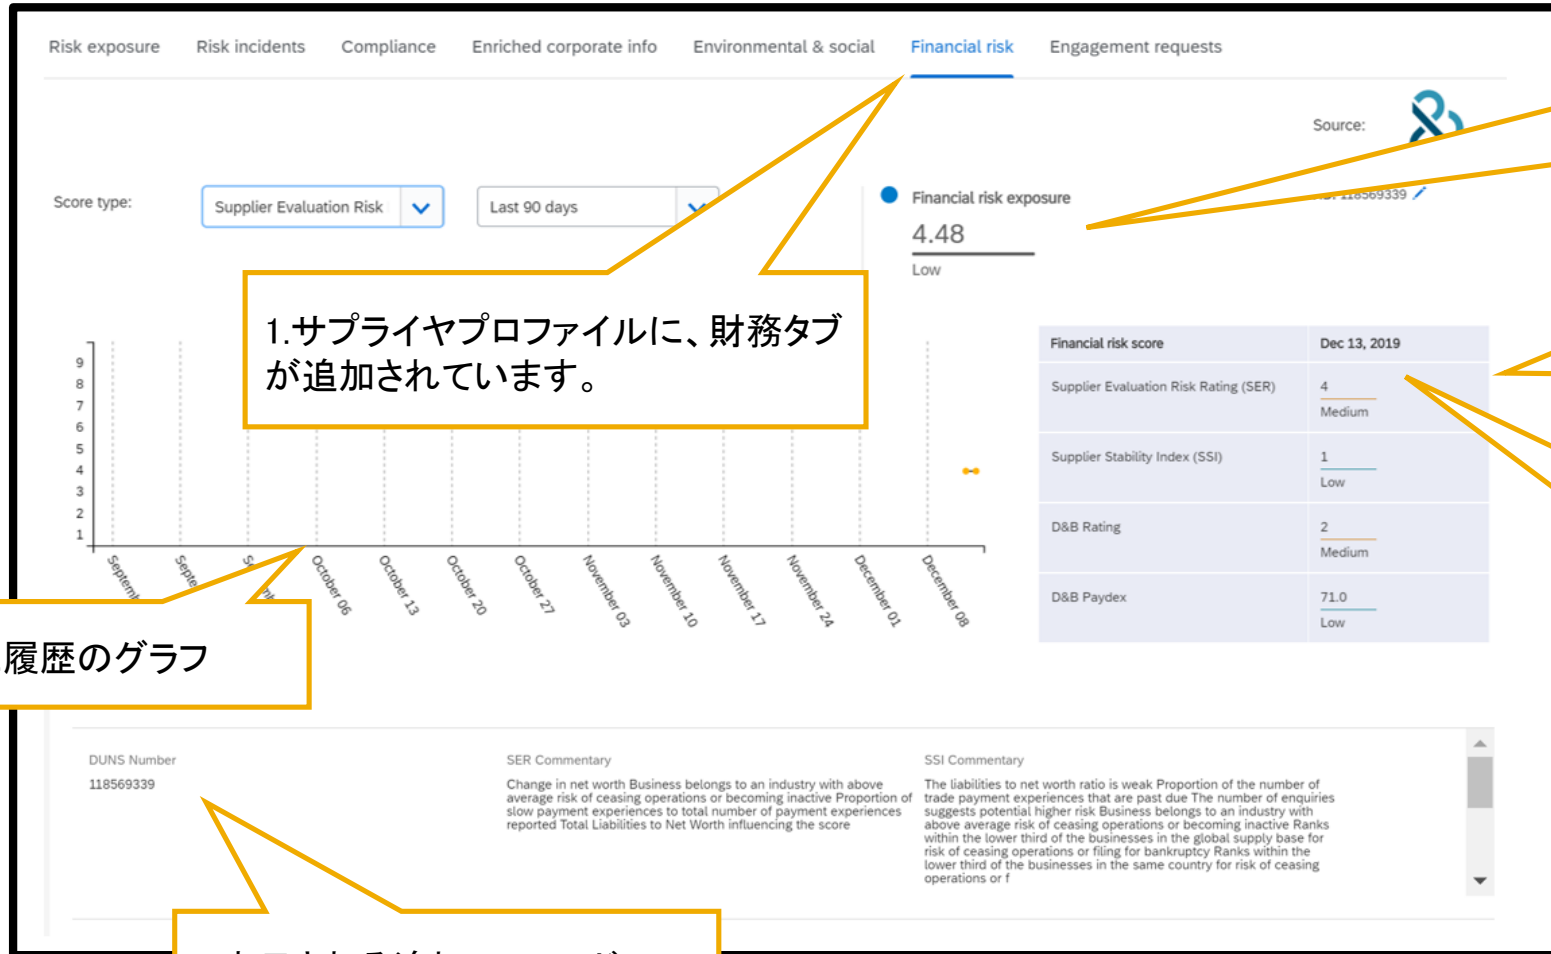 Risk exposure Risk incidents Compliance Enriched corporate info Environmental & social Financial risk Engagement requests
Source:
Score type: Supplier Evaluation Risk Last 90 days
Financial risk exposure
118569339
4.48
Low
1.サプライヤプロファイルに、財務タブ
が追加されています。
9
8
7
6
5
4
3
2
1
October 06
October 13
October 20
October 27
November 03
November 10
November 17
November 24
December 01
December 08
Financial risk score Dec 13, 2019
Supplier Evaluation Risk Rating (SER) 4
Medium
Supplier Stability Index (SSI) 1
Low
D&B Rating 2
Medium
D&B Paydex 71.0
Low
履歴のグラフ
DUNS Number
118569339
SER Commentary
Change in net worth Business belongs to an industry with above
average risk of ceasing operations or becoming inactive Proportion of
slow payment experiences to total number of payment experiences
reported Total Liabilities to Net Worth influencing the score
SSI Commentary
The liabilities to net worth ratio is weak Proportion of the number of
trade payment experiences that are past due The number of enquiries
suggests potential higher risk Business belongs to an industry with
above average risk of ceasing operations or becoming inactive Ranks
within the lower third of the businesses in the global supply base for
risk of ceasing operations or filing for bankruptcy Ranks within the
lower third of the businesses in the same country for risk of ceasing
operations or f